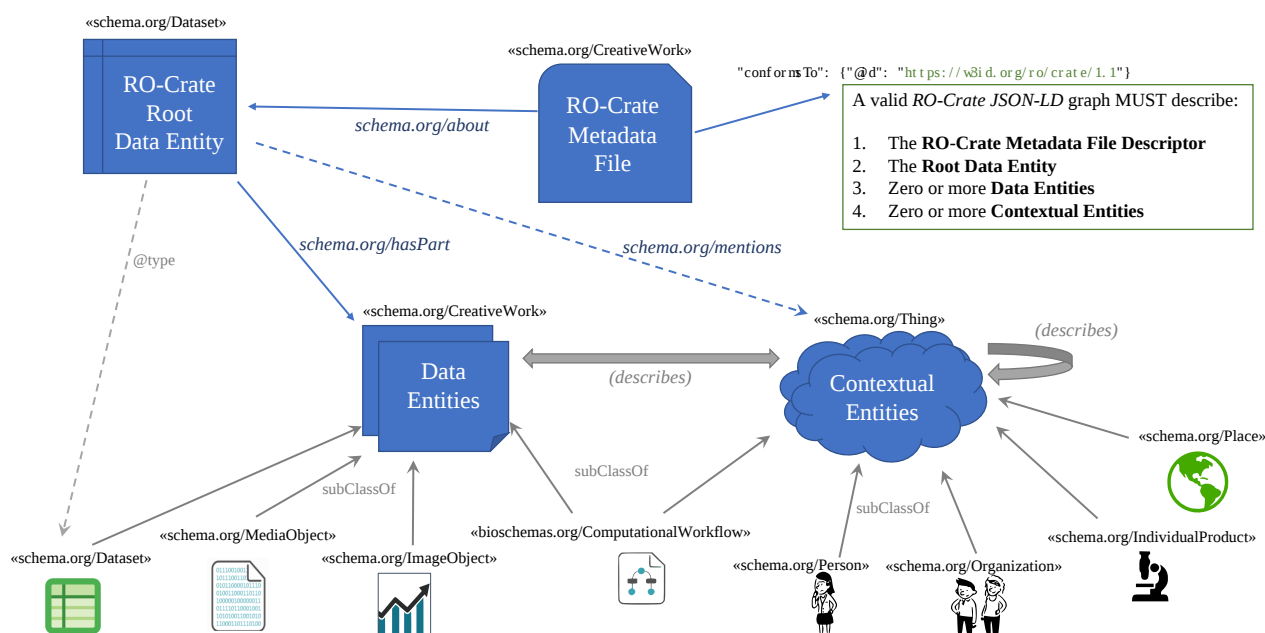 «schema.org/Dataset»
RO-Crate
Root
Data Entity
«schema.org/CreativeWork»
RO-Crate
Metadata
File
"conformsTo": {"@id": "https://w3id.org/ro/crate/1.1"}
A valid RO-Crate JSON-LD graph MUST describe:
1. The RO-Crate Metadata File Descriptor
2. The Root Data Entity
3. Zero or more Data Entities
4. Zero or more Contextual Entities
schema.org/about
schema.org/hasPart
schema.org/mentions
@type
«schema.org/CreativeWork»
Data
Entities
(describes)
«schema.org/Thing»
Contextual
Entities
(describes)
subClassOf
subClassOf
subClassOf
«schema.org/Place»
«schema.org/Dataset»
«schema.org/MediaObject»
«schema.org/ImageObject»
«bioschemas.org/ComputationalWorkflow»
«schema.org/Person»
«schema.org/Organization»
«schema.org/IndividualProduct»